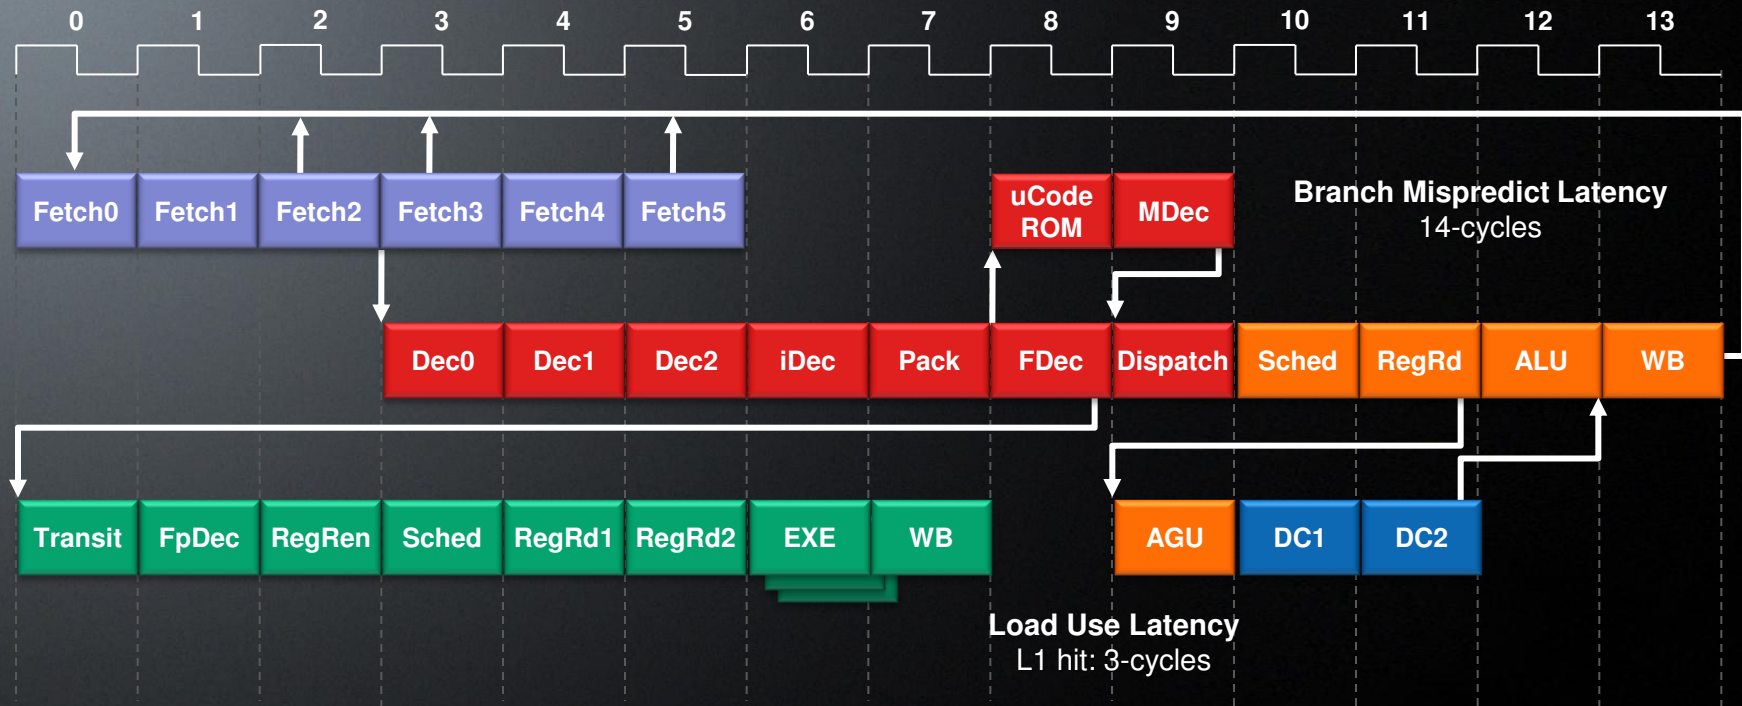 0 1 2 3 4 5 6 7 8 9 10 11 12 13
Fetch0 Fetch1 Fetch2 Fetch3 Fetch4 Fetch5
uCode
ROM
MDec
Branch Mispredict Latency
14-cycles
Dec0 Dec1 Dec2 iDec Pack FDec Dispatch Sched RegRd ALU WB
Transit FpDec RegRen Sched RegRd1 RegRd2 EXE WB
AGU DC1 DC2
Load Use Latency
L1 hit: 3-cycles